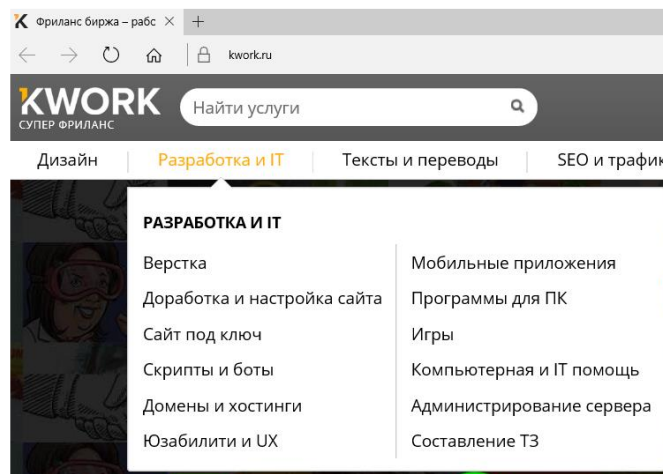 Фриланс биржа – рабс
kwork.ru
KWORK
СУПЕР ФРИЛАНС
Найти услуги
Дизайн
Разработка и IT
Тексты и переводы
SEO и трафик
РАЗРАБОТКА И IT
Верстка
Доработка и настройка сайта
Сайт под ключ
Скрипты и боты
Домены и хостинги
Юзабилити и UX
Мобильные приложения
Программы для ПК
Игры
Компьютерная и IT помощь
Администрирование сервера
Составление ТЗ